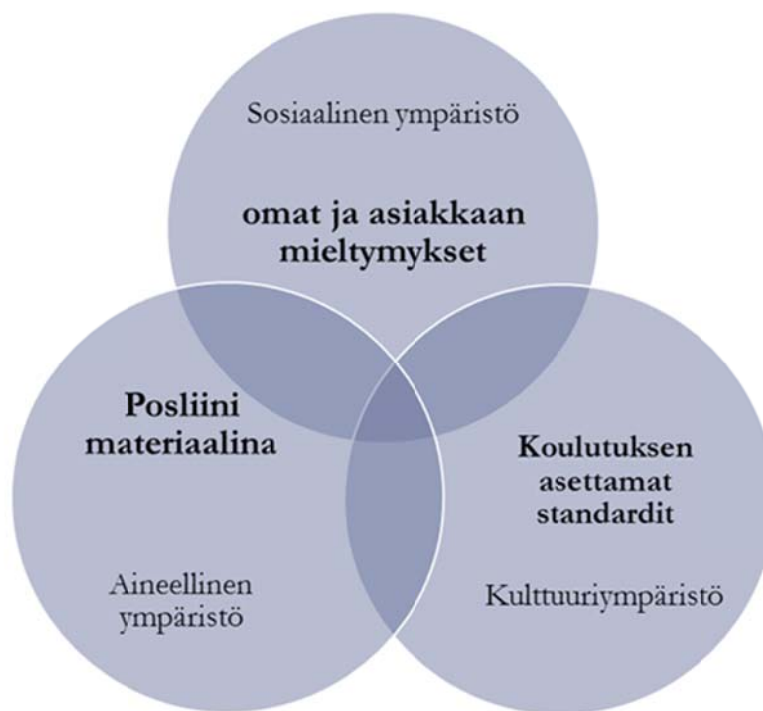 Sosiaalinen ympäristö
omat ja asiakkaan
mieltymykset
Posliini
materiaalina
Aineellinen
ympäristö
Koulutuksen
asettamat
standardit
Kulttuuriympäristö